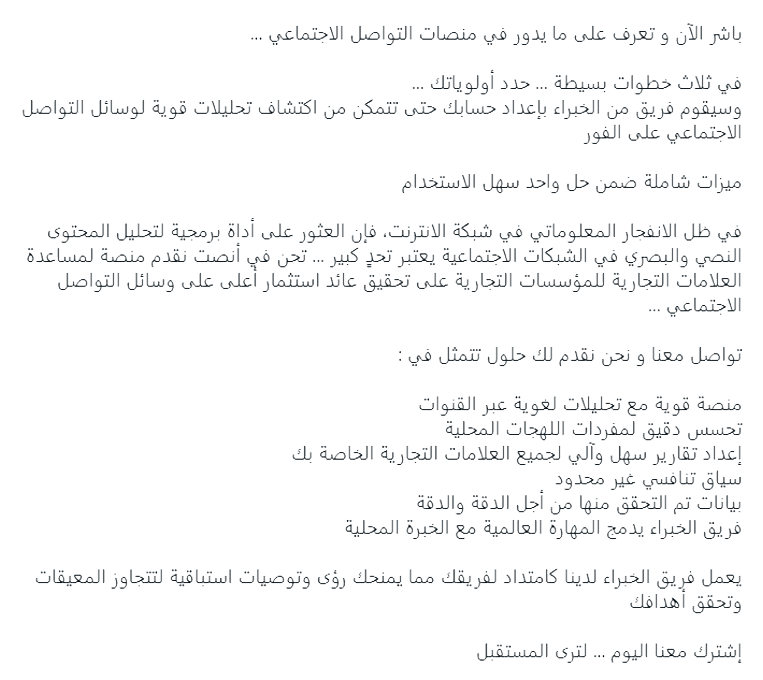 باشر الآن و تعرف على ما يدور في منصات التواصل الاجتماعي ...
في ثلاث خطوات بسيطة ... حدد أولوياتك ...
وسيقوم فريق من الخبراء بإعداد حسابك حتى تتمكن من اكتشاف تحليلات قوية لوسائل التواصل
الاجتماعي على الفور
ميزات شاملة ضمن حل واحد سهل الاستخدام
في ظل الانفجار المعلوماتي في شبكة الانترنت، فإن العثور على أداة برمجية لتحليل المحتوى
النصي والبصري في الشبكات الاجتماعية يعتبر تحدٍ كبير ... تحن في أنصت نقدم منصة لمساعدة
العلامات التجارية للمؤسسات التجارية على تحقيق عائد استثمار أعلى على وسائل التواصل
الاجتماعي ...
تواصل معنا و نحن نقدم لك حلول تتمثل في :
منصة قوية مع تحليلات لغوية عبر القنوات
تحسس دقيق لمفردات اللهجات المحلية
إعداد تقارير سهل وآلي لجميع العلامات التجارية الخاصة بك
سياق تنافسي غير محدود
بيانات تم التحقق منها من أجل الدقة والدقة
فريق الخبراء يدمج المهارة العالمية مع الخبرة المحلية
يعمل فريق الخبراء لدينا كامتداد لفريقك مما يمنحك رؤى وتوصيات استباقية لتتجاوز المعيقات
وتحقق أهدافك
إشترك معنا اليوم ... لترى المستقبل